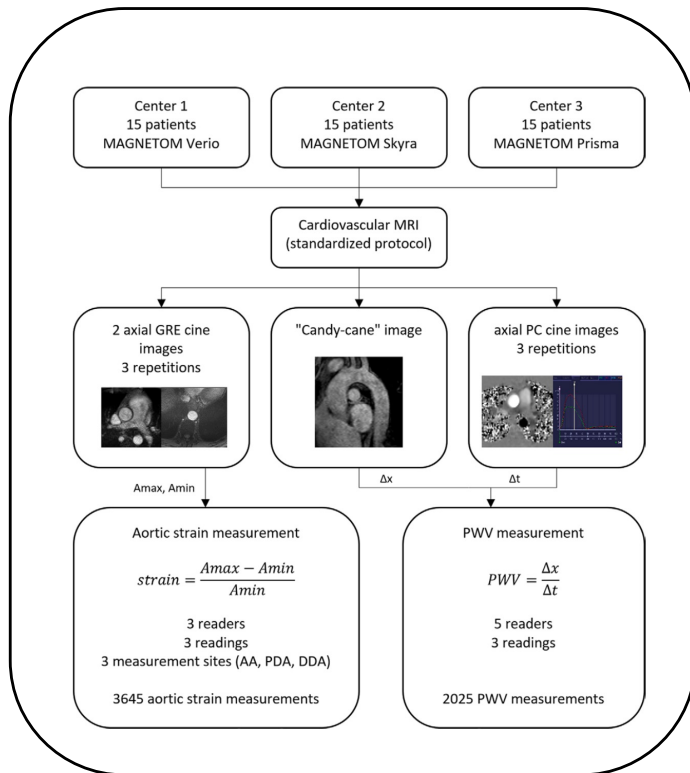 Center 1
15 patients
MAGNETOM Verio
Center 2
15 patients
MAGNETOM Skyra
Center 3
15 patients
MAGNETOM Prisma
Cardiovascular MRI
(standardized protocol)
2 axial GRE cine
images
3 repetitions
"Candy-cane" image
axial PC cine images
3 repetitions
Amax, Amin
Δx
Δt
Aortic strain measurement
strain = (Amax − Amin) / Amin
3 readers
3 readings
3 measurement sites (AA, PDA, DDA)
3645 aortic strain measurements
PWV measurement
PWV = Δx / Δt
5 readers
3 readings
2025 PWV measurements